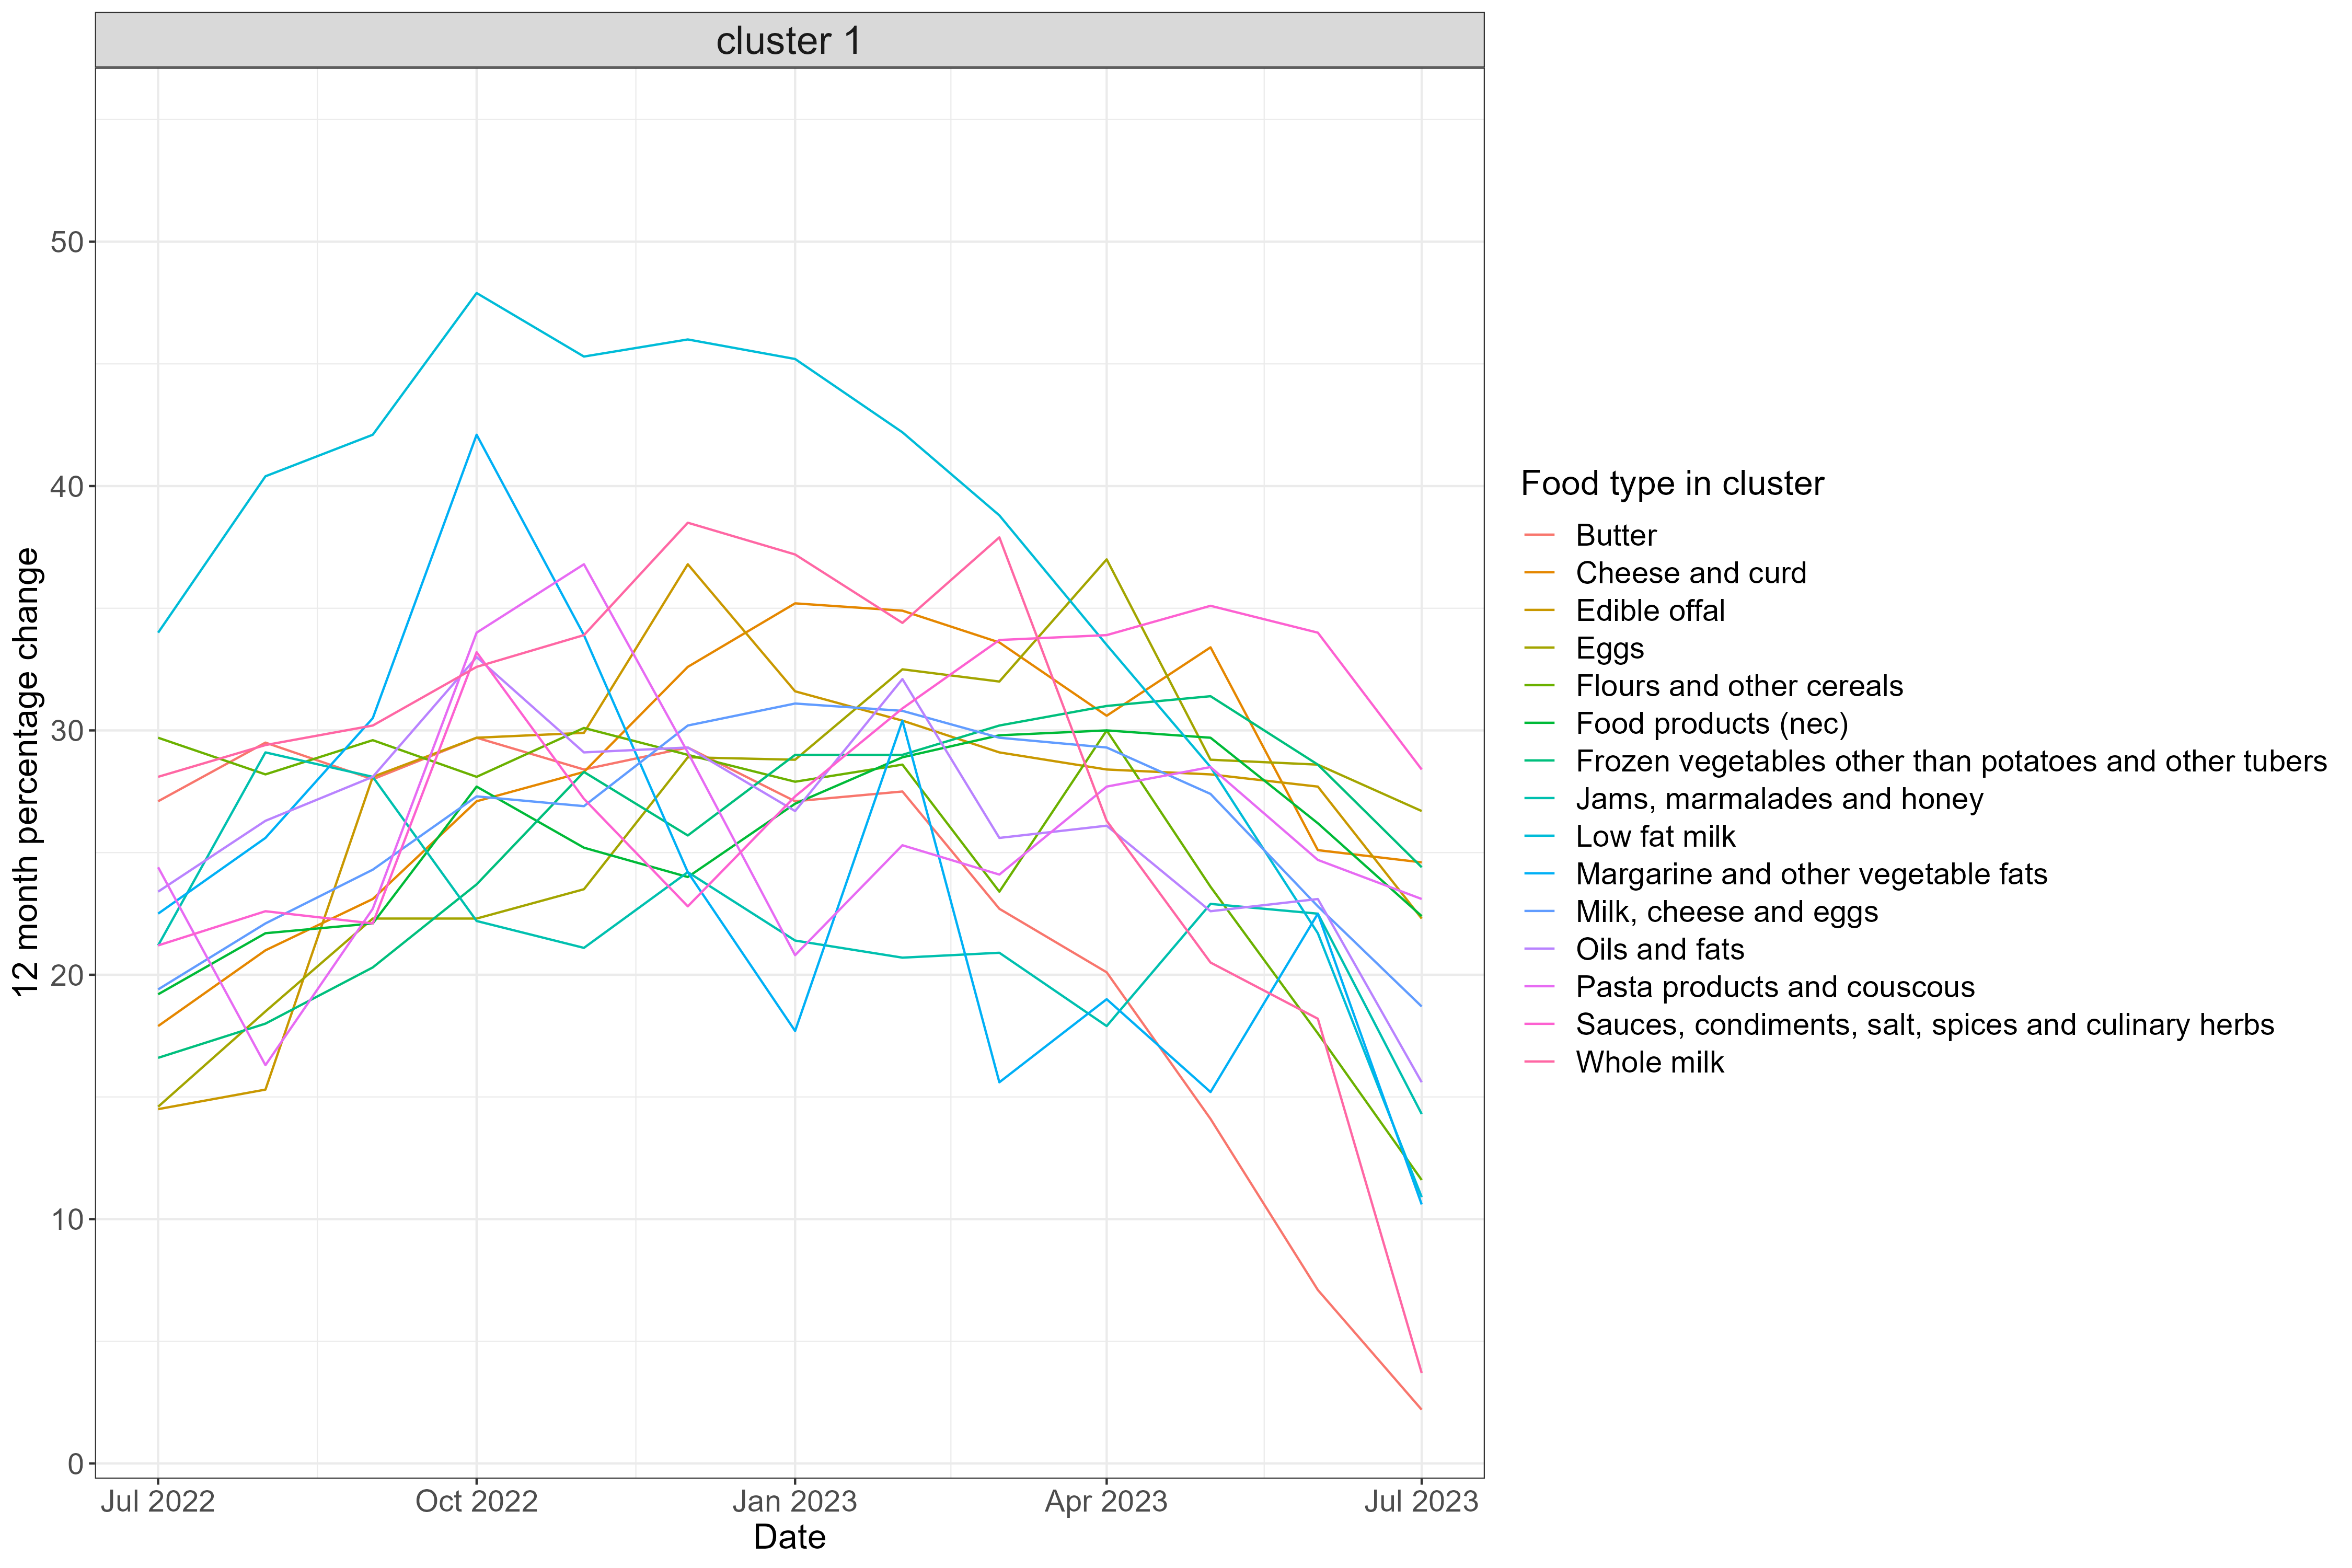 cluster 1
12 month percentage change
50
40
30
20
10
0
Jul 2022
Oct 2022
Jan 2023
Apr 2023
Jul 2023
Date
Food type in cluster
Butter
Cheese and curd
Edible offal
Eggs
Flours and other cereals
Food products (nec)
Frozen vegetables other than potatoes and other tubers
Jams, marmalades and honey
Low fat milk
Margarine and other vegetable fats
Milk, cheese and eggs
Oils and fats
Pasta products and couscous
Sauces, condiments, salt, spices and culinary herbs
Whole milk